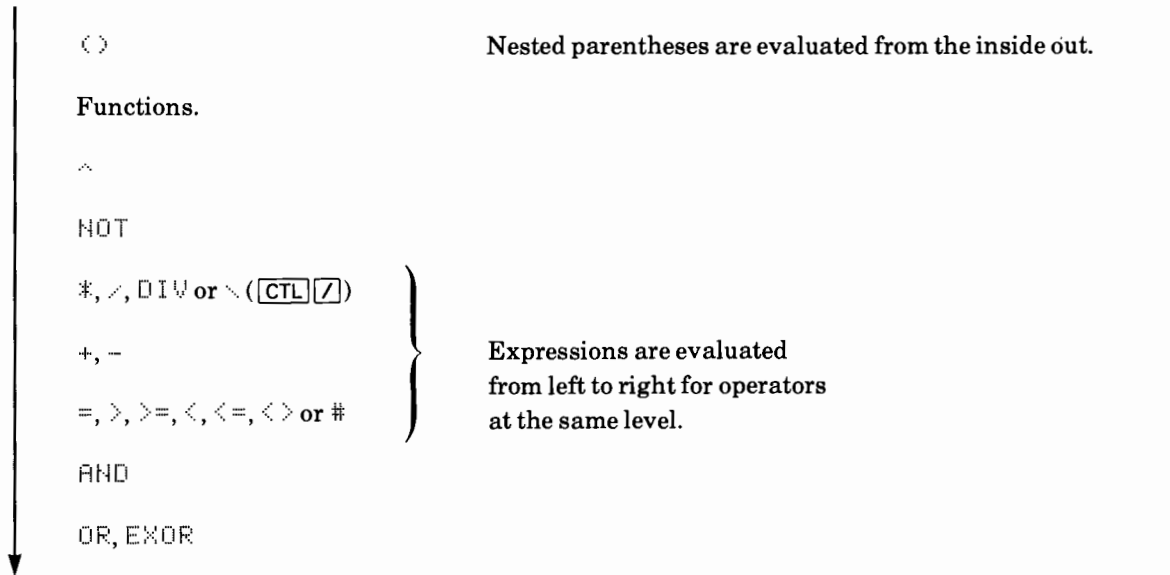 () Nested parentheses are evaluated from the inside out.
Functions.
^
NOT
*, /, DIV or \ (CTL /)
+, -
Expressions are evaluated
from left to right for operators
=, >, >=, <, <=, <> or #
at the same level.
AND
OR, EXOR